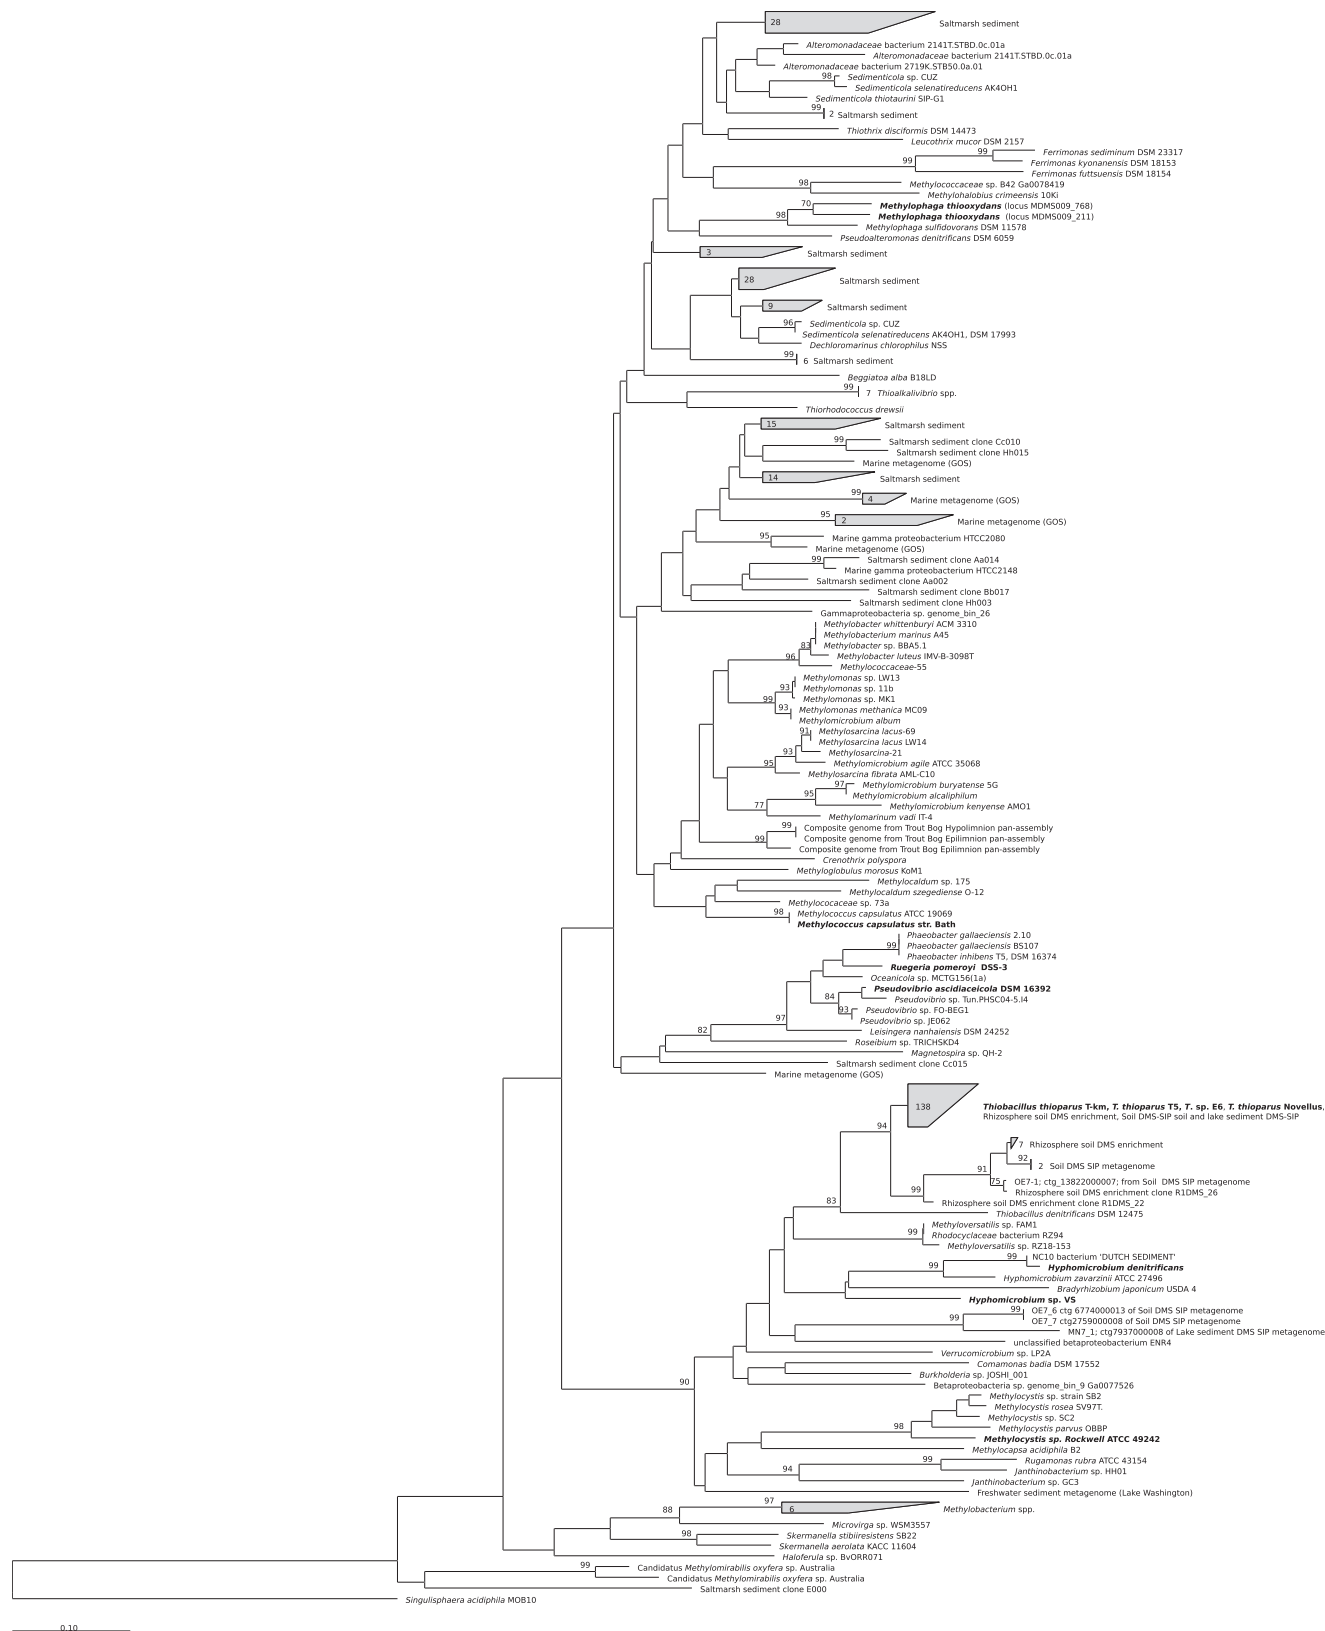 28
Saltmarsh sediment
Alteromonadaceae bacterium 2141T.STBD.0c.01a
Alteromonadaceae bacterium 2141T.STBD.0c.01a
Alteromonadaceae bacterium 2719K.STB50.0a.01
98 Sedimenticola sp. CUZ
Sedimenticola selenatireducens AK4OH1
Sedimenticola thiotaurini SIP-G1
99
2 Saltmarsh sediment
Thiothrix disciformis DSM 14473
Leucothrix mucor DSM 2157
99 Ferrimonas sediminum DSM 23317
99 Ferrimonas kyonanensis DSM 18153
Ferrimonas futtsuensis DSM 18154
98 Methylococcaceae sp. B42 Ga0078419
Methylohalobius crimeensis 10Ki
70 Methylophaga thiooxydans (locus MDMS009_768)
98 Methylophaga thiooxydans (locus MDMS009_211)
Methylophaga sulfidovorans DSM 11578
Pseudoalteromonas denitrificans DSM 6059
3 Saltmarsh sediment
28 Saltmarsh sediment
9 Saltmarsh sediment
96 Sedimenticola sp. CUZ
Sedimenticola selenatireducens AK4OH1, DSM 17993
Dechloromarinus chlorophilus NSS
99
6 Saltmarsh sediment
Beggiatoa alba B18LD
99
7 Thioalkalivibrio spp.
Thiorhodococcus drewsii
15 Saltmarsh sediment
99 Saltmarsh sediment clone Cc010
Saltmarsh sediment clone Hh015
Marine metagenome (GOS)
14 Saltmarsh sediment
99
4 Marine metagenome (GOS)
95
2 Marine metagenome (GOS)
95 Marine gamma proteobacterium HTCC2080
Marine metagenome (GOS)
99 Saltmarsh sediment clone Aa014
Marine gamma proteobacterium HTCC2148
Saltmarsh sediment clone Aa002
Saltmarsh sediment clone Bb017
Saltmarsh sediment clone Hh003
Gammaproteobacteria sp. genome_bin_26
Methylobacter whittenburyi ACM 3310
Methylobacterium marinus A45
83 Methylobacter sp. BBA5.1
96 Methylobacter luteus IMV-B-3098T
Methylococcaceae-55
Methylomonas sp. LW13
93 Methylomonas sp. 11b
99 Methylomonas sp. MK1
93 Methylomonas methanica MC09
Methylomicrobium album
91 Methylosarcina lacus-69
Methylosarcina lacus LW14
93 Methylosarcina-21
95 Methylomicrobium agile ATCC 35068
Methylosarcina fibrata AML-C10
97 Methylomicrobium buryatense 5G
95 Methylomicrobium alcaliphilum
77 Methylomicrobium kenyense AMO1
Methylomarinum vadi IT-4
99 Composite genome from Trout Bog Hypolimnion pan-assembly
99 Composite genome from Trout Bog Epilimnion pan-assembly
Composite genome from Trout Bog Epilimnion pan-assembly
Crenothrix polyspora
Methyloglobulus morosus KoM1
Methylocaldum sp. 175
Methylocaldum szegediense O-12
Methylococaceae sp. 73a
98 Methylococcus capsulatus ATCC 19069
Methylococcus capsulatus str. Bath
Phaeobacter gallaeciensis 2.10
99 Phaeobacter gallaeciensis BS107
Phaeobacter inhibens T5, DSM 16374
Ruegeria pomeroyi DSS-3
Oceanicola sp. MCTG156(1a)
Pseudovibrio ascidiaceicola DSM 16392
84 Pseudovibrio sp. Tun.PHSC04-5.I4
93 Pseudovibrio sp. FO-BEG1
97 Pseudovibrio sp. JE062
82 Leisingera nanhaiensis DSM 24252
Roseibium sp. TRICHSKD4
Magnetospira sp. QH-2
Saltmarsh sediment clone Cc015
Marine metagenome (GOS)
138 Thiobacillus thioparus T-km, T. thioparus T5, T. sp. E6, T. thioparus Novellus,
Rhizosphere soil DMS enrichment, Soil DMS-SIP soil and lake sediment DMS-SIP
94
7 Rhizosphere soil DMS enrichment
92
2 Soil DMS SIP metagenome
91
75 OE7-1; ctg_13822000007; from Soil DMS SIP metagenome
99 Rhizosphere soil DMS enrichment clone R1DMS_26
83 Rhizosphere soil DMS enrichment clone R1DMS_22
Thiobacillus denitrificans DSM 12475
Methyloversatilis sp. FAM1
99 Rhodocyclaceae bacterium RZ94
Methyloversatilis sp. RZ18-153
99 NC10 bacterium 'DUTCH SEDIMENT'
99 Hyphomicrobium denitrificans
Hyphomicrobium zavarzinii ATCC 27496
Bradyrhizobium japonicum USDA 4
Hyphomicrobium sp. VS
99 OE7_6 ctg 6774000013 of Soil DMS SIP metagenome
99 OE7_7 ctg2759000008 of Soil DMS SIP metagenome
MN7_1; ctg7937000008 of Lake sediment DMS SIP metagenome
unclassified betaproteobacterium ENR4
Verrucomicrobium sp. LP2A
Comamonas badia DSM 17552
Burkholderia sp. JOSHI_001
90 Betaproteobacteria sp. genome_bin_9 Ga0077526
Methylocystis sp. strain SB2
Methylocystis rosea SV97T.
Methylocystis sp. SC2
98 Methylocystis parvus OBBP
Methylocystis sp. Rockwell ATCC 49242
Methylocapsa acidiphila B2
99 Rugamonas rubra ATCC 43154
94 Janthinobacterium sp. HH01
Janthinobacterium sp. GC3
Freshwater sediment metagenome (Lake Washington)
97
6 Methylobacterium spp.
88
Microvirga sp. WSM3557
98 Skermanella stibiiresistens SB22
Skermanella aerolata KACC 11604
Haloferula sp. BvORR071
99 Candidatus Methylomirabilis oxyfera sp. Australia
Candidatus Methylomirabilis oxyfera sp. Australia
Saltmarsh sediment clone E000
Singulisphaera acidiphila MOB10
0.10